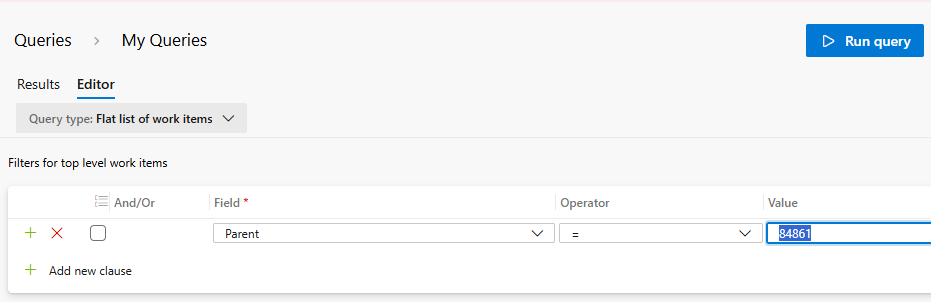 Queries > My Queries
Run query
Results Editor
Query type: Flat list of work items
Filters for top level work items
And/Or Field * Operator Value
Parent = 84861
Add new clause